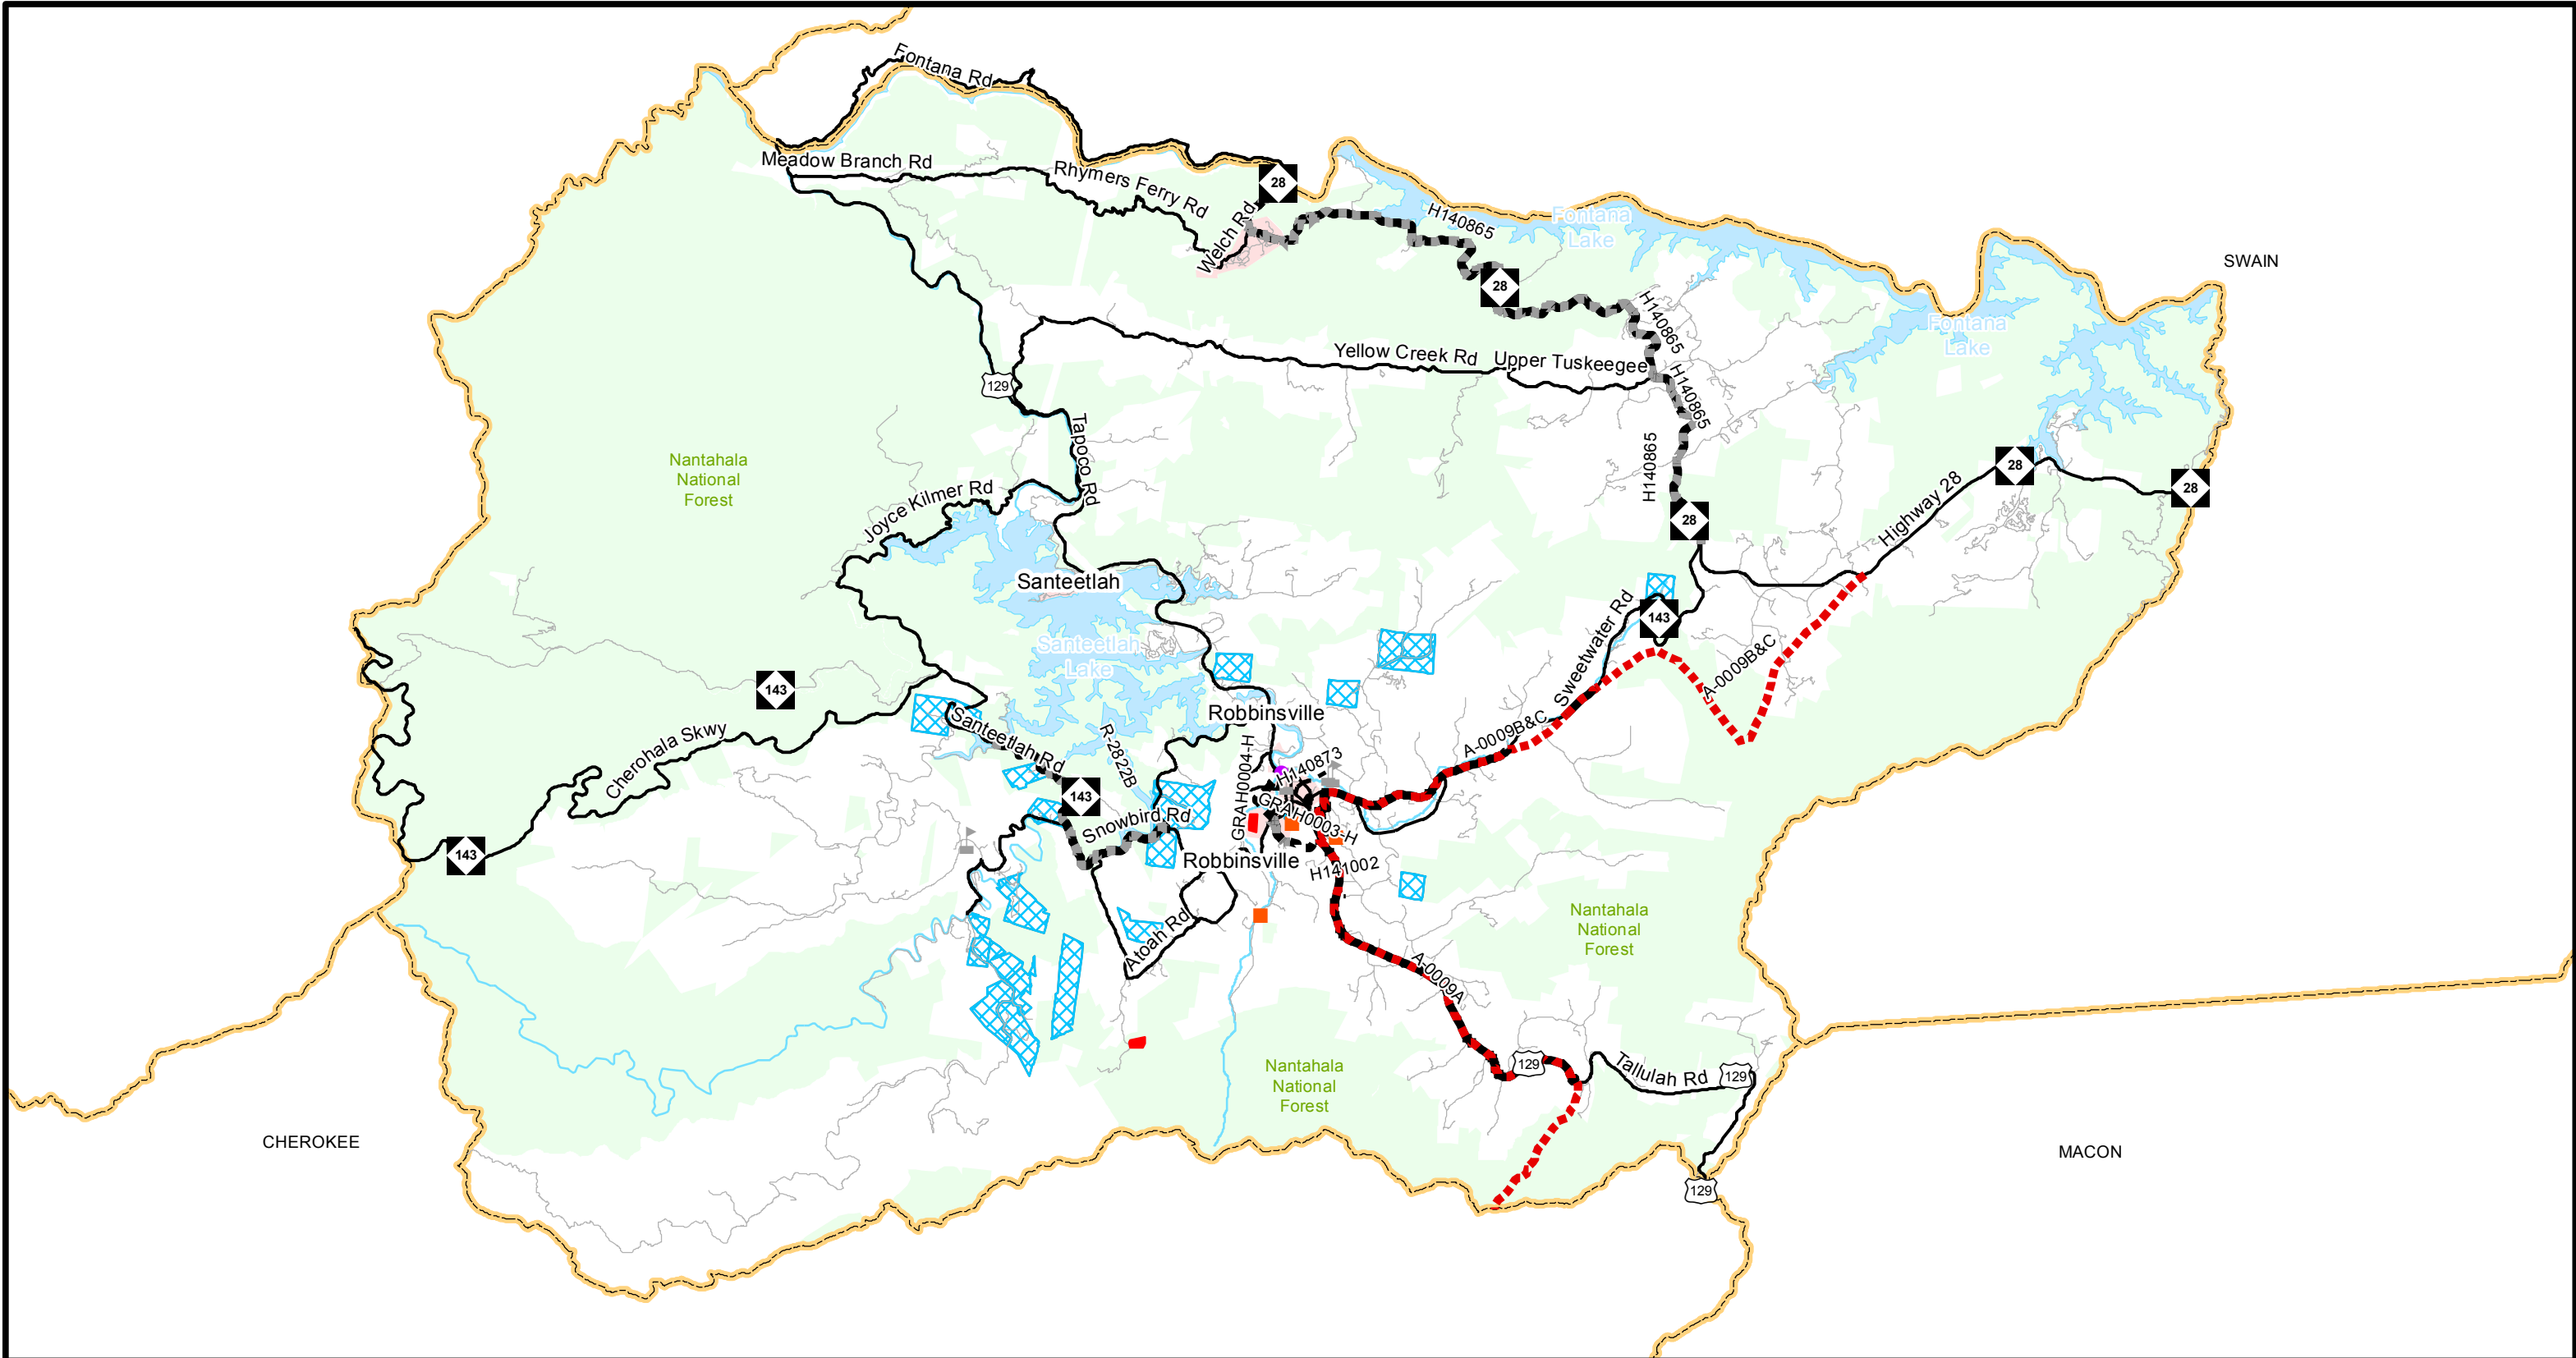 Fontana Rd
Meadow Branch Rd
Rhymers Ferry Rd
28
Welch Rd
H140865
Fontana
Lake
SWAIN
28
H140865
Fontana
Lake
Yellow Creek Rd
Upper Tuskeegee
H140865
129
Tapoco Rd
H140865
Nantahala
National
Forest
28
28
Highway 28
Joyce Kilmer Rd
28
Santeetlah
143
Sweetwater Rd
Santeetlah
Lake
A-0009B&C
143
Robbinsville
Santeetlah Rd
Cherohala Skwy
R-2822B
A-0009B&C
H140873
GRAH0004-H
143
Snowbird Rd
GRAH0003-H
143
Robbinsville
H141002
Atoah Rd
Nantahala
National
Forest
A-0009A
129
Tallulah Rd
129
Nantahala
National
Forest
CHEROKEE
MACON
129